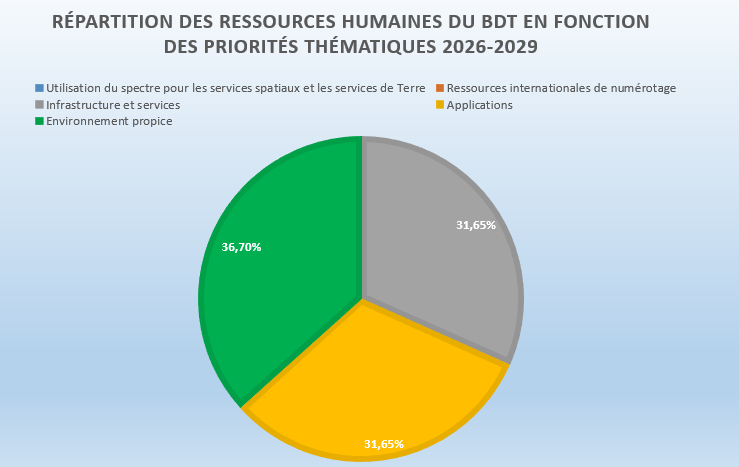 RÉPARTITION DES RESSOURCES HUMAINES DU BDT EN FONCTION
DES PRIORITÉS THÉMATIQUES 2026-2029
Utilisation du spectre pour les services spatiaux et les services de Terre
Ressources internationales de numérotage
Infrastructure et services
Applications
Environnement propice
31,65%
36,70%
31,65%